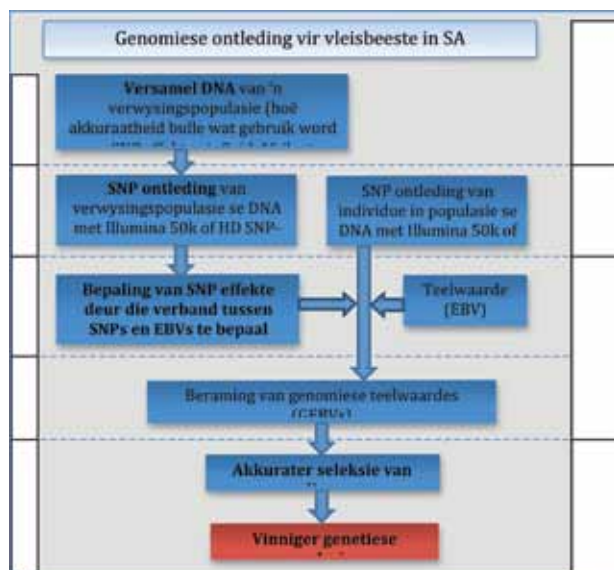 Genomiese ontleding vir vleisbeeste in SA
Versamel DNA van 'n
verwysingspopulasie (hoë
akkuraatheid bulle wat gebruik word
SNP ontleding van
verwysingspopulasie se DNA
met Illumina 50k of HD SNP-
SNP ontleding van
individue in populasie se
DNA met Illumina 50k of
Bepaling van SNP effekte
deur die verband tussen
SNPs en EBVs te bepaal
Teelwaarde
(EBV)
Beraming van genomiese teelwaardes
(GEBVs)
Akkurater seleksie van
Vinniger genetiese